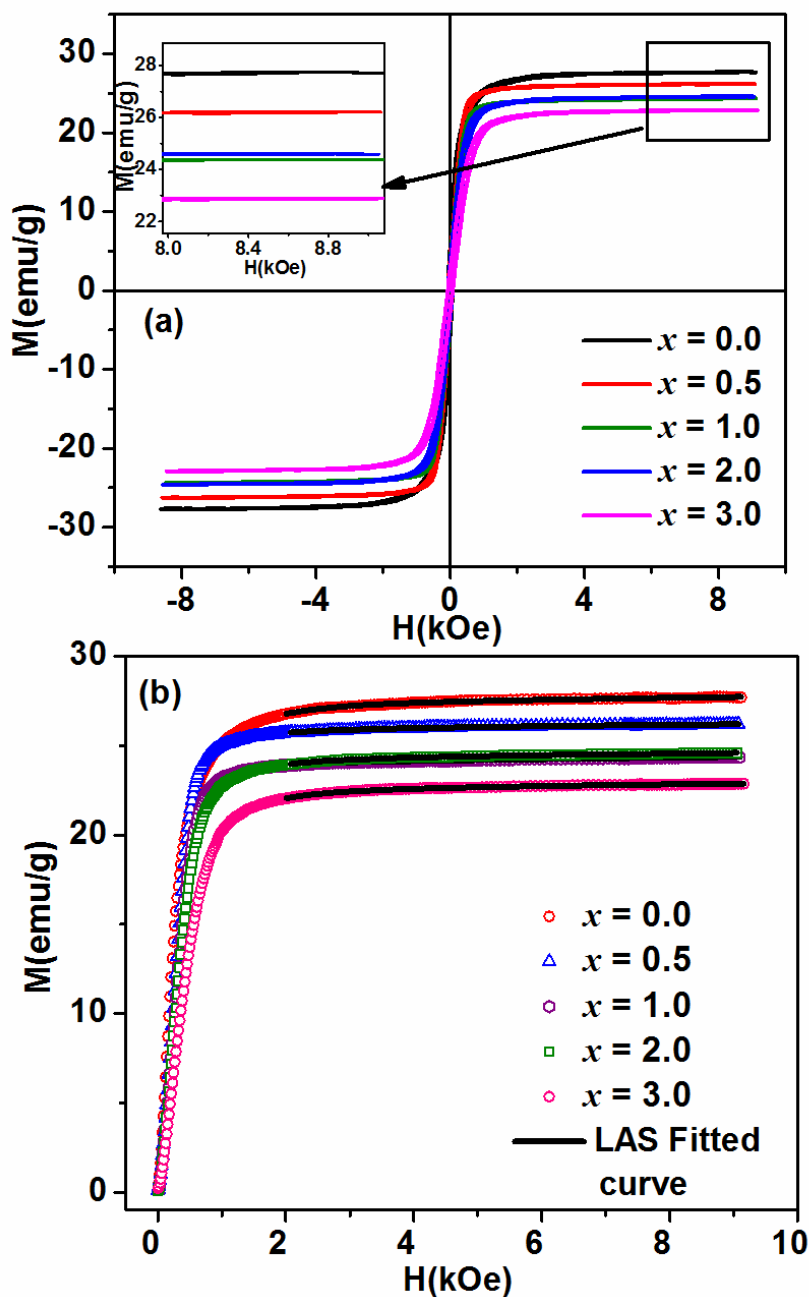 30
20
10
0
-10
-20
-30
M(emu/g)
28
26
24
22
M(emu/g)
8.0 8.4 8.8
H(kOe)
(a)
x = 0.0
x = 0.5
x = 1.0
x = 2.0
x = 3.0
-8 -4 0 4 8
H(kOe)
30
20
10
0
M(emu/g)
(b)
x = 0.0
x = 0.5
x = 1.0
x = 2.0
x = 3.0
LAS Fitted
curve
0 2 4 6 8 10
H(kOe)